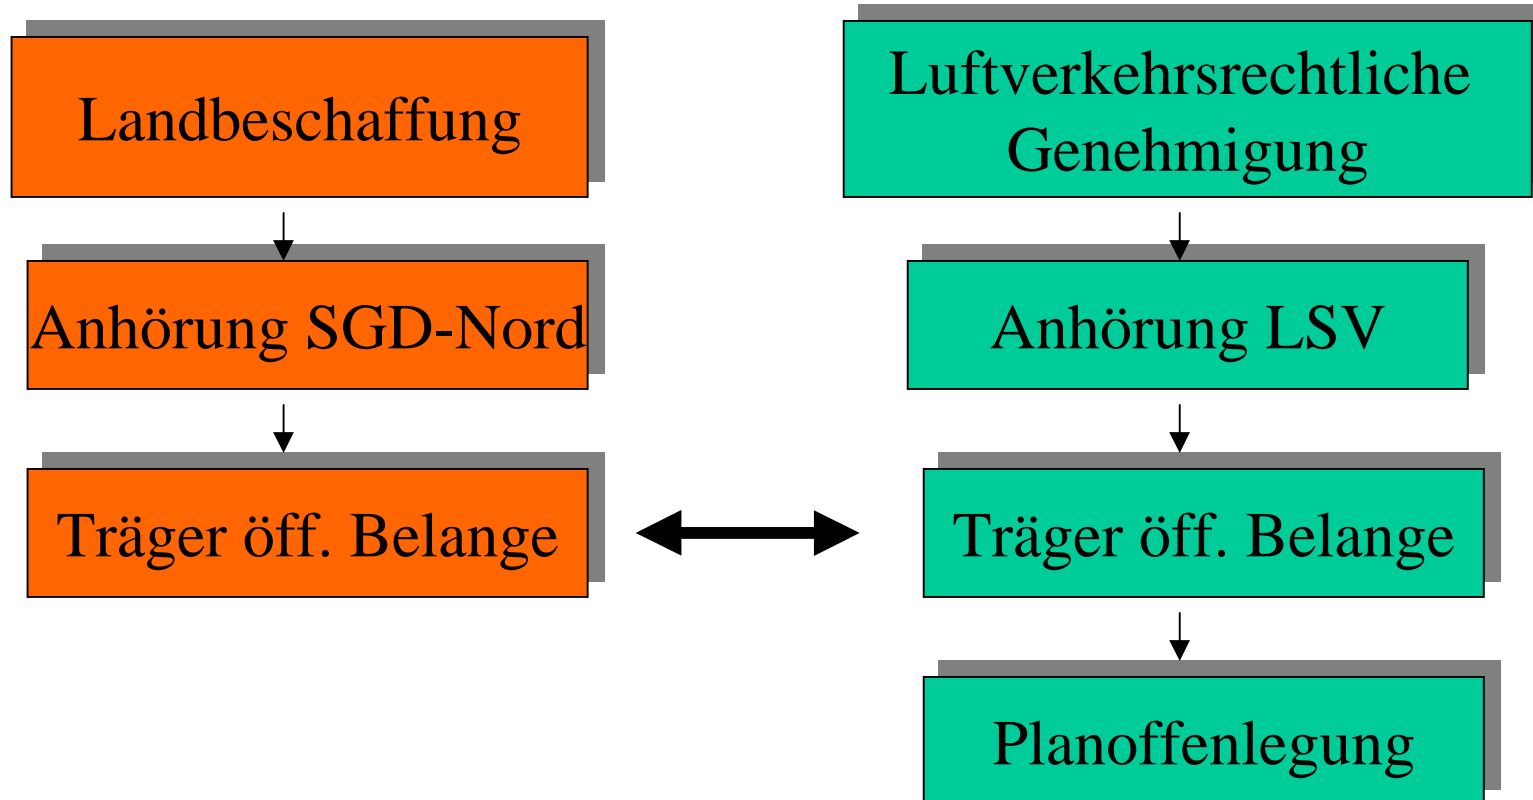 Landbeschaffung
Anhörung SGD-Nord
Träger öff. Belange
Luftverkehrsrechtliche
Genehmigung
Anhörung LSV
Träger öff. Belange
Planoffenlegung